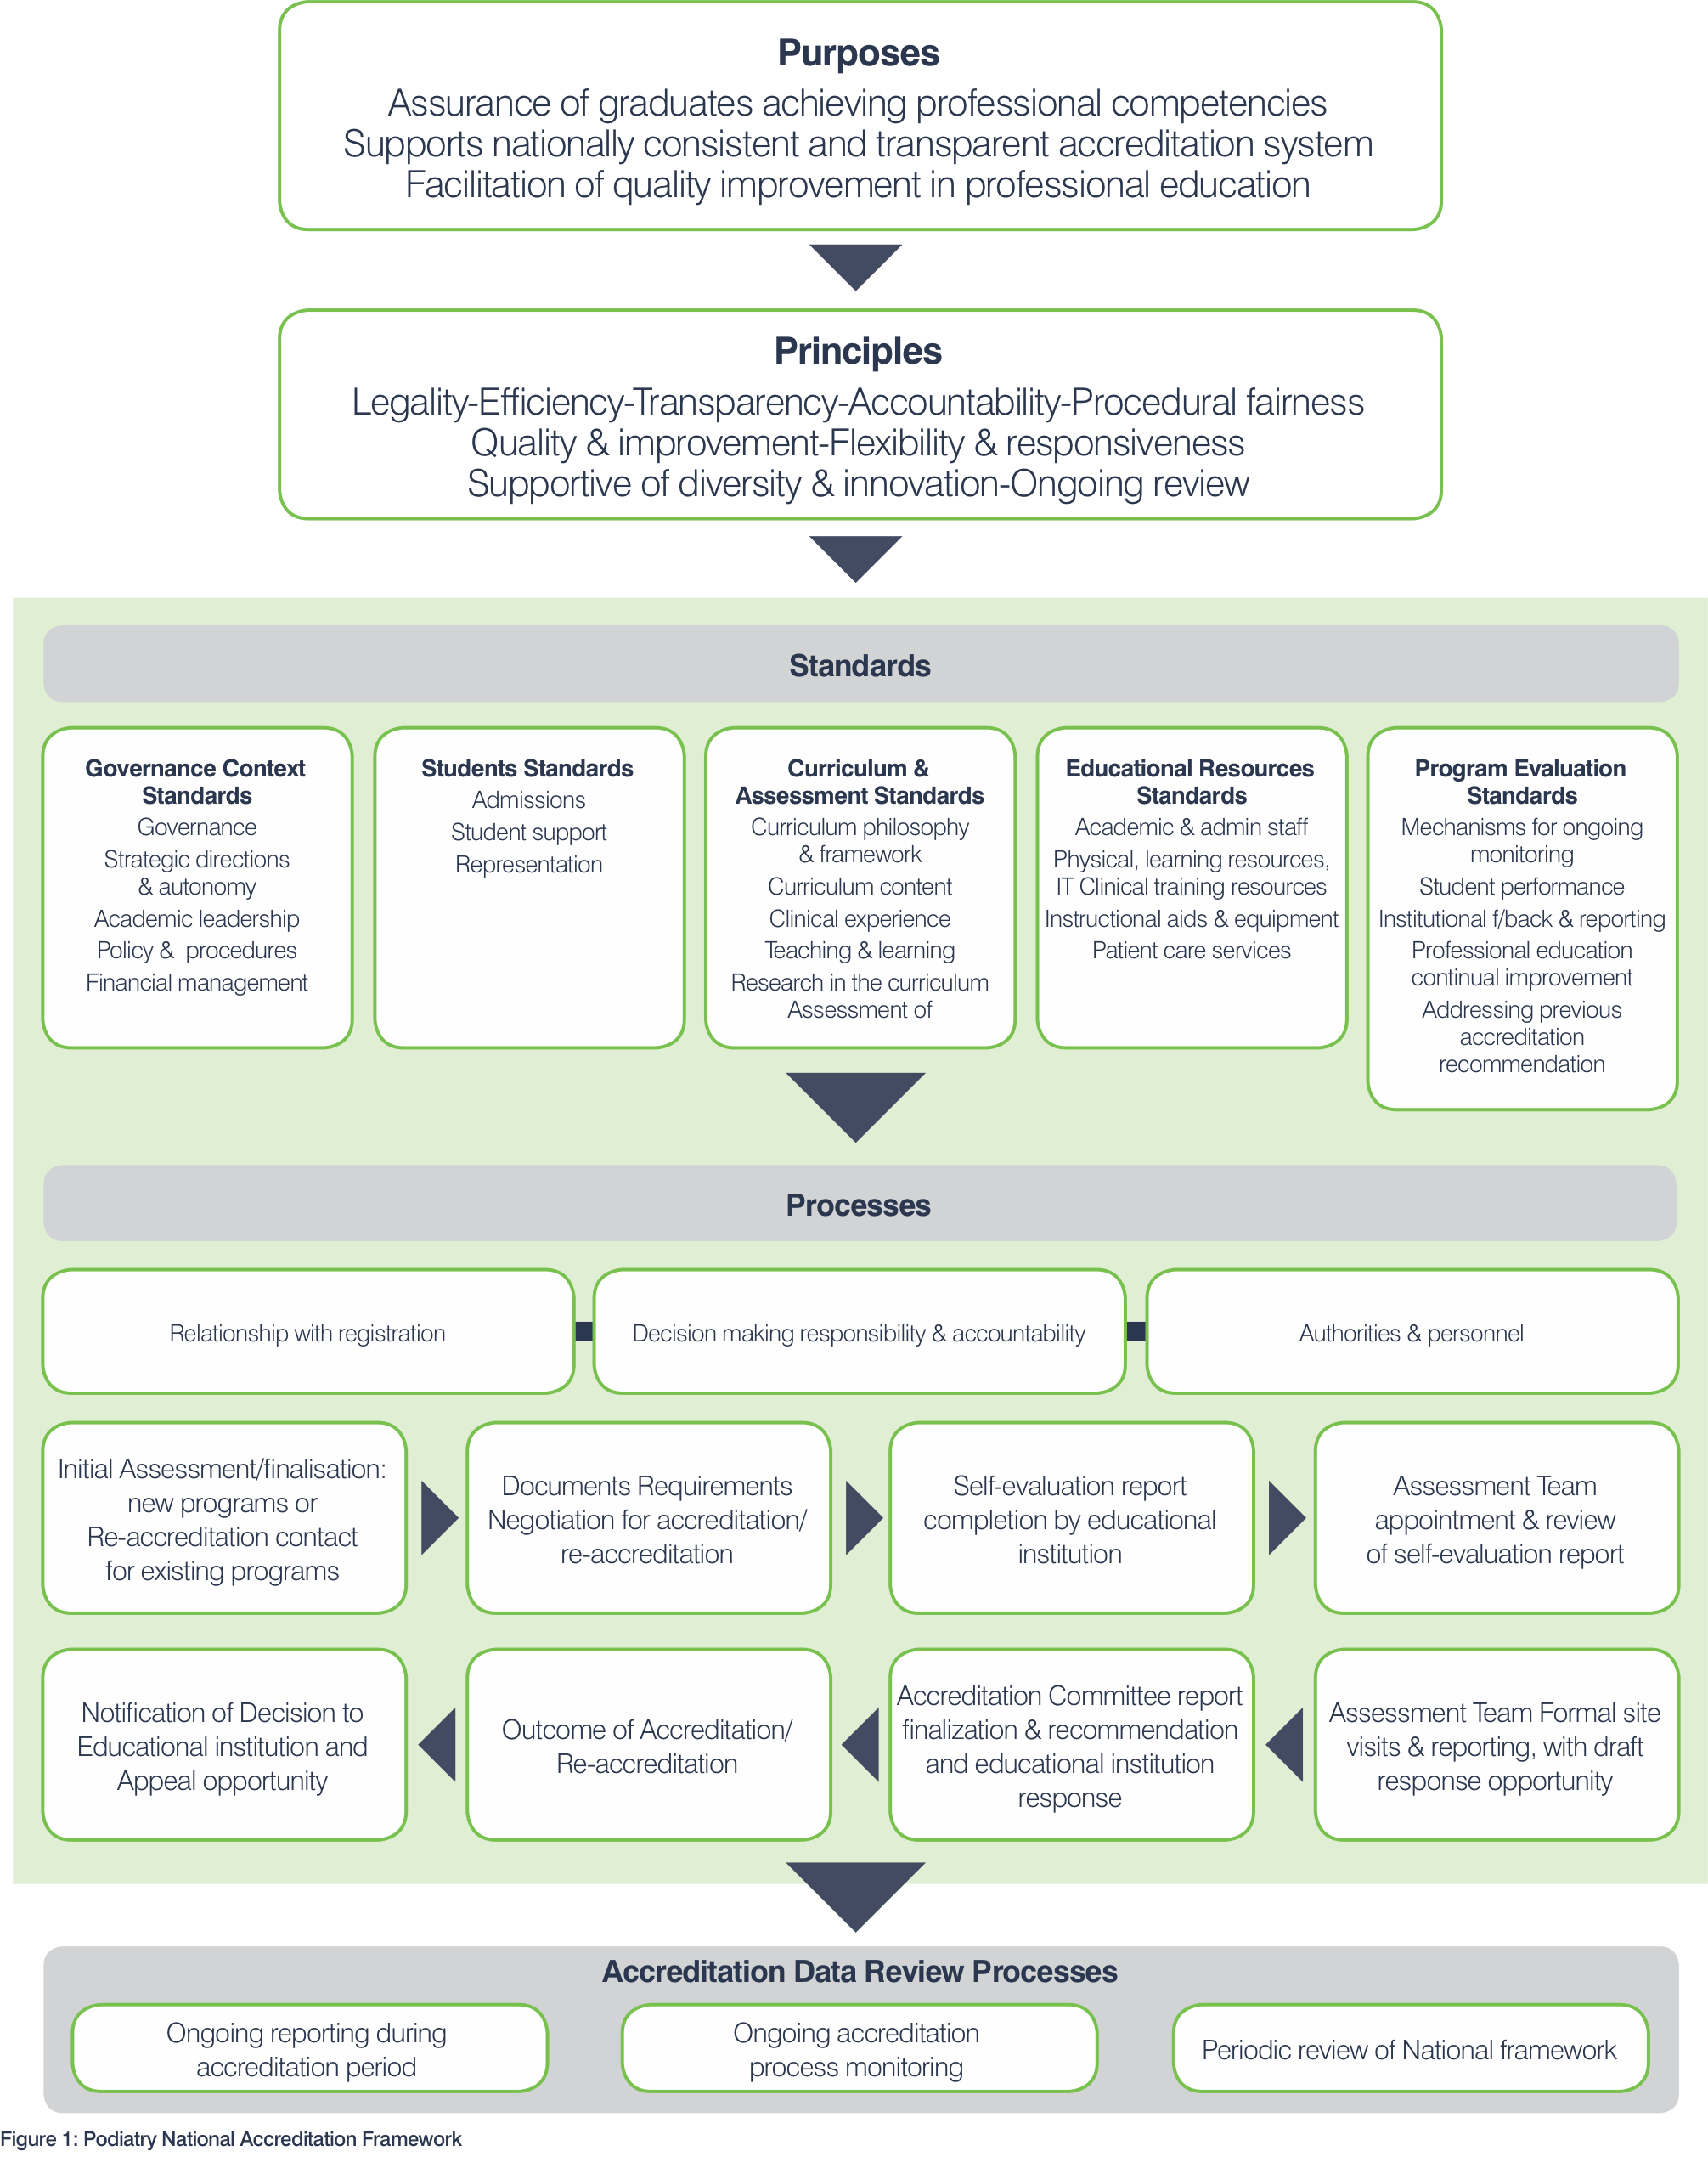 Purposes
Assurance of graduates achieving professional competencies
Supports nationally consistent and transparent accreditation system
Facilitation of quality improvement in professional education
Principles
Legality-Efficiency-Transparency-Accountability-Procedural fairness
Quality & improvement-Flexibility & responsiveness
Supportive of diversity & innovation-Ongoing review
Standards
Governance Context
Standards
Governance
Strategic directions
& autonomy
Academic leadership
Policy & procedures
Financial management
Students Standards
Admissions
Student support
Representation
Curriculum &
Assessment Standards
Curriculum philosophy
& framework
Curriculum content
Clinical experience
Teaching & learning
Research in the curriculum
Assessment of
Educational Resources
Standards
Academic & admin staff
Physical, learning resources,
IT Clinical training resources
Instructional aids & equipment
Patient care services
Program Evaluation
Standards
Mechanisms for ongoing
monitoring
Student performance
Institutional f/back & reporting
Professional education
continual improvement
Addressing previous
accreditation
recommendation
Processes
Relationship with registration
Decision making responsibility & accountability
Authorities & personnel
Initial Assessment/finalisation:
new programs or
Re-accreditation contact
for existing programs
Documents Requirements
Negotiation for accreditation/
re-accreditation
Self-evaluation report
completion by educational
institution
Assessment Team
appointment & review
of self-evaluation report
Notification of Decision to
Educational institution and
Appeal opportunity
Outcome of Accreditation/
Re-accreditation
Accreditation Committee report
finalization & recommendation
and educational institution
response
Assessment Team Formal site
visits & reporting, with draft
response opportunity
Accreditation Data Review Processes
Ongoing reporting during
accreditation period
Ongoing accreditation
process monitoring
Periodic review of National framework
Figure 1: Podiatry National Accreditation Framework